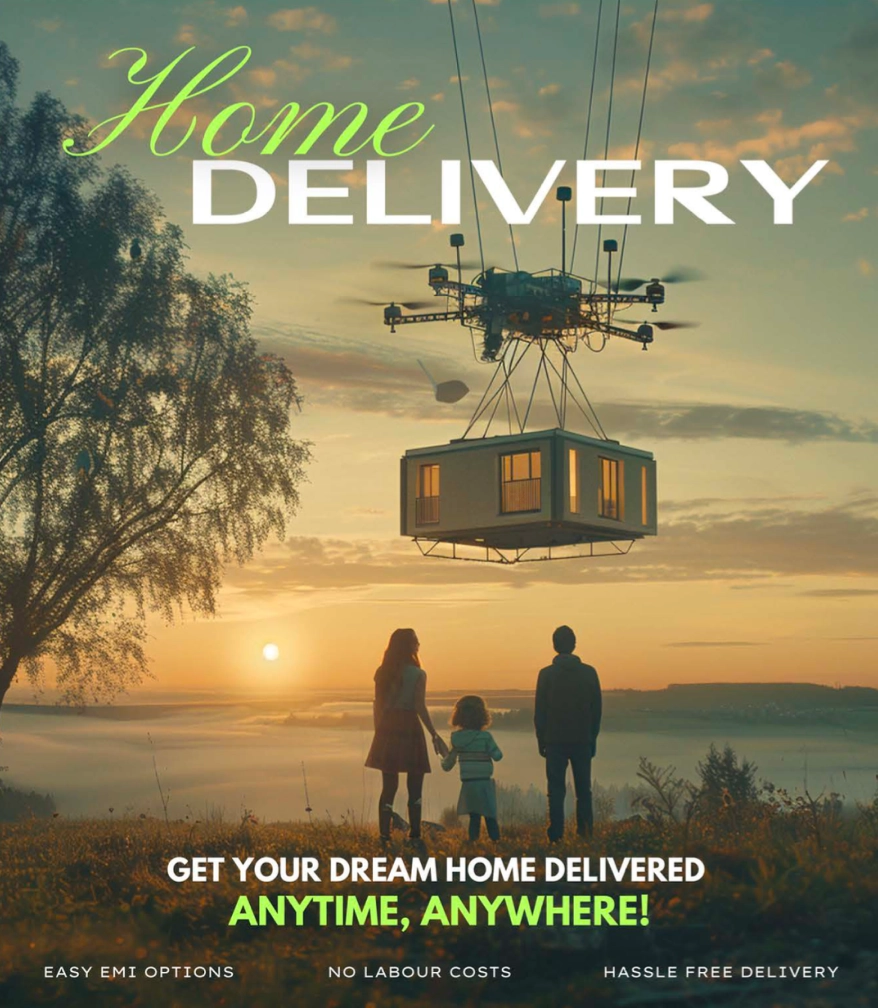 Home
DELIVERY
GET YOUR DREAM HOME DELIVERED
ANYTIME, ANYWHERE!
EASY EMI OPTIONS
NO LABOUR COSTS
HASSLE FREE DELIVERY